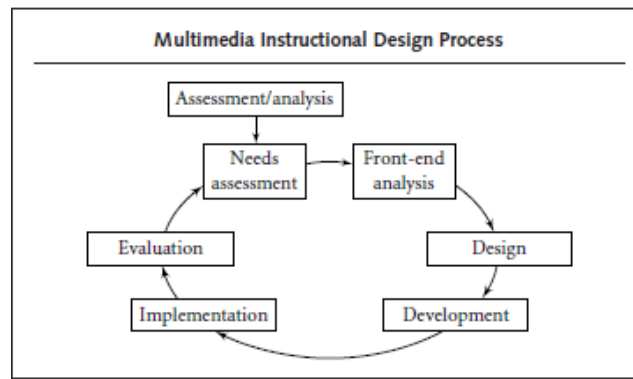 Multimedia Instructional Design Process
Assessment/analysis
Needs
assessment
Front-end
analysis
Evaluation
Design
Implementation
Development